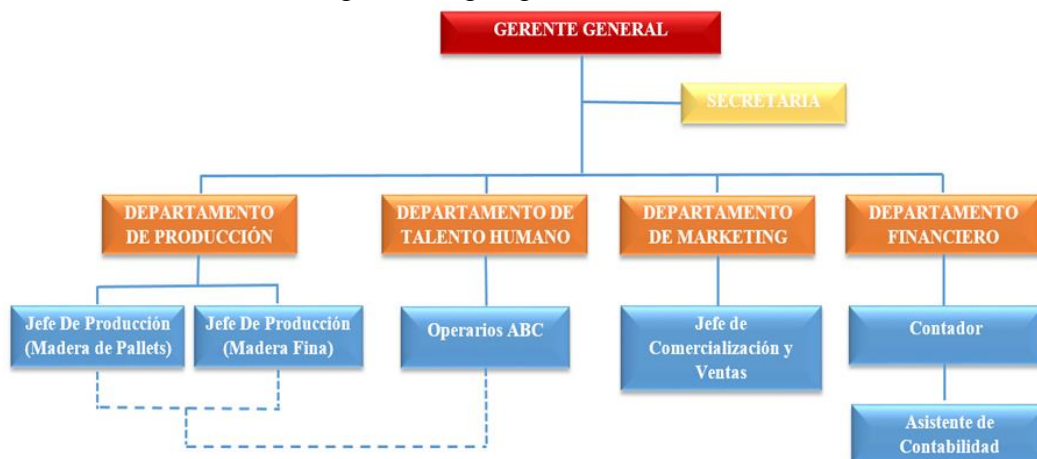 GERENTE GENERAL
SECRETARIA
DEPARTAMENTO
DE PRODUCCIÓN
DEPARTAMENTO DE
TALENTO HUMANO
DEPARTAMENTO
DE MARKETING
DEPARTAMENTO
FINANCIERO
Jefe De Producción
(Madera de Pallets)
Jefe De Producción
(Madera Fina)
Operarios ABC
Jefe de
Comercialización y
Ventas
Contador
Asistente de
Contabilidad